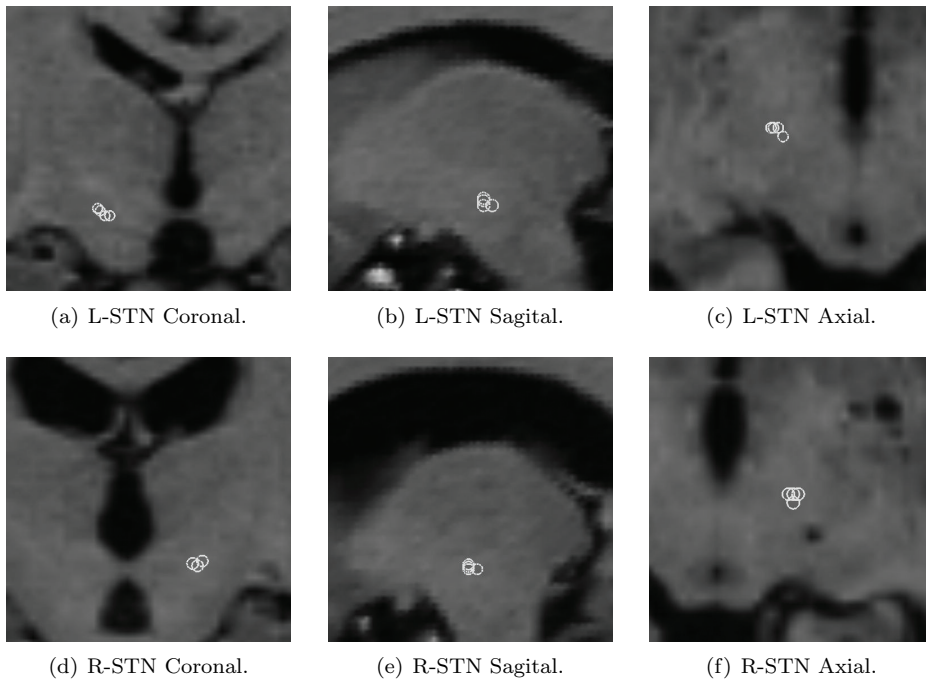 (a) L-STN Coronal.
(b) L-STN Sagital.
(c) L-STN Axial.
(d) R-STN Coronal.
(e) R-STN Sagital.
(f) R-STN Axial.